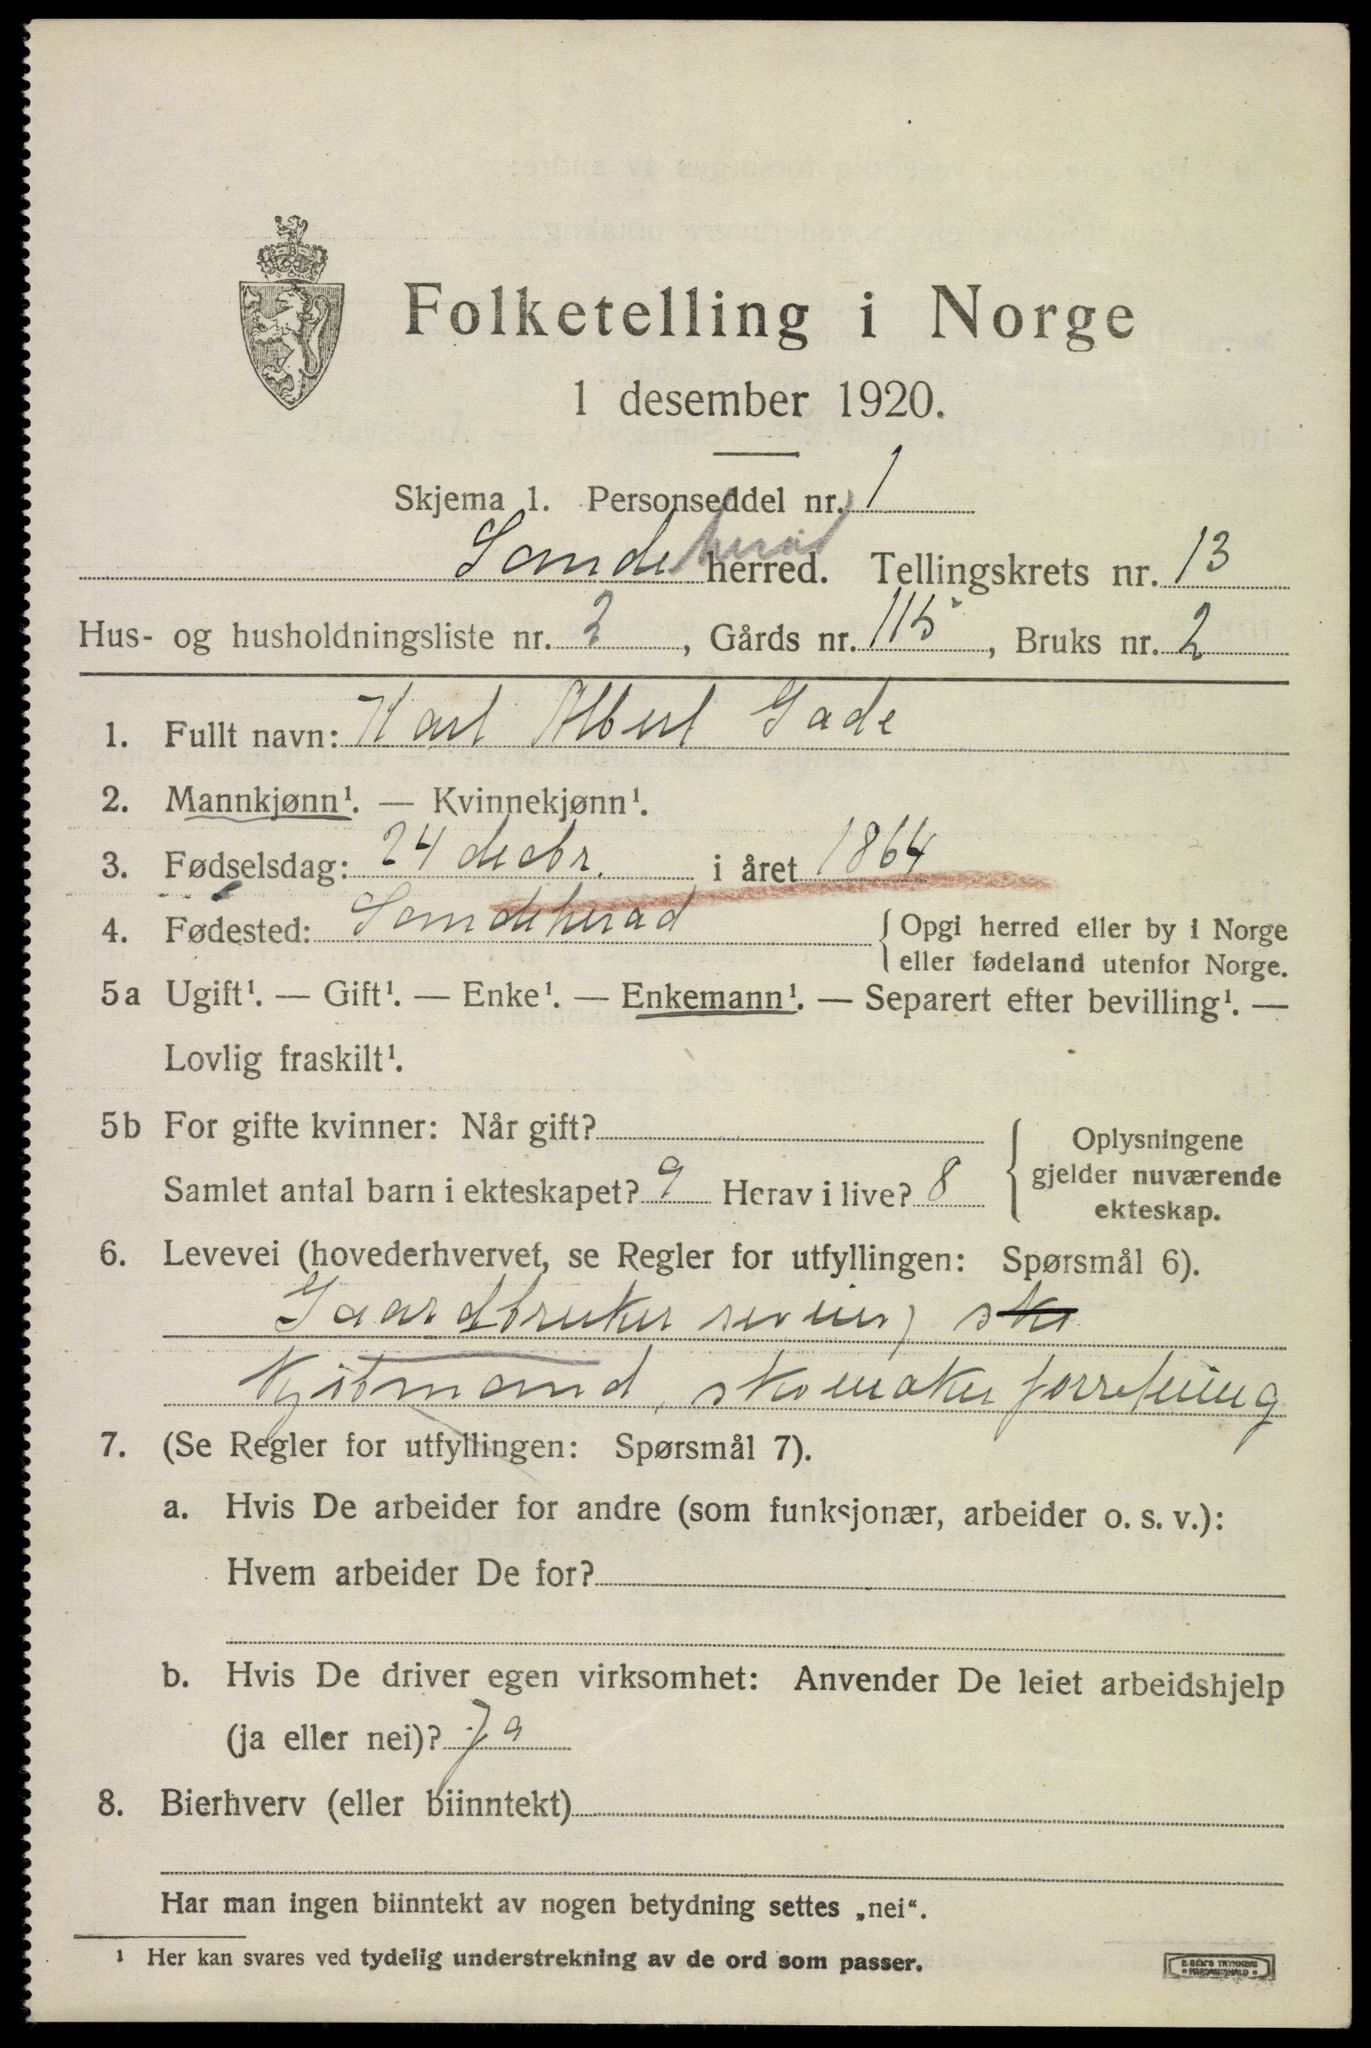 Folketelling i Norge
1 desember 1920.
Skjema 1. Personseddel nr. 1
Sandeherad herred. Tellingskrets nr. 13
Hus- og husholdningsliste nr. 2, Gårds nr. 115, Bruks nr. 2
1. Fullt navn: Karl Albert Gade
2. Mannkjønn¹. — Kvinnekjønn¹.
3. Fødselsdag: 24 decbr. i året 1864
4. Fødested: Sandeherad { Opgi herred eller by i Norge
eller fødeland utenfor Norge.
5a Ugift¹. — Gift¹. — Enke¹. — Enkemann¹. — Separert efter bevilling¹. —
Lovlig fraskilt¹.
5b For gifte kvinner: Når gift?
Samlet antal barn i ekteskapet? 9 Herav i live? 8
{ Oplysningene
gjelder nuværende
ekteskap.
6. Levevei (hovederhvervet, se Regler for utfyllingen: Spørsmål 6).
Gaardbruker
Kjøbmand, skomakerforretning
7. (Se Regler for utfyllingen: Spørsmål 7).
a. Hvis De arbeider for andre (som funksjonær, arbeider o. s. v.):
Hvem arbeider De for?
b. Hvis De driver egen virksomhet: Anvender De leiet arbeidshjelp
(ja eller nei)? Ja
8. Bierhverv (eller biinntekt)
Har man ingen biinntekt av nogen betydning settes „nei“.
¹ Her kan svares ved tydelig understrekning av de ord som passer.